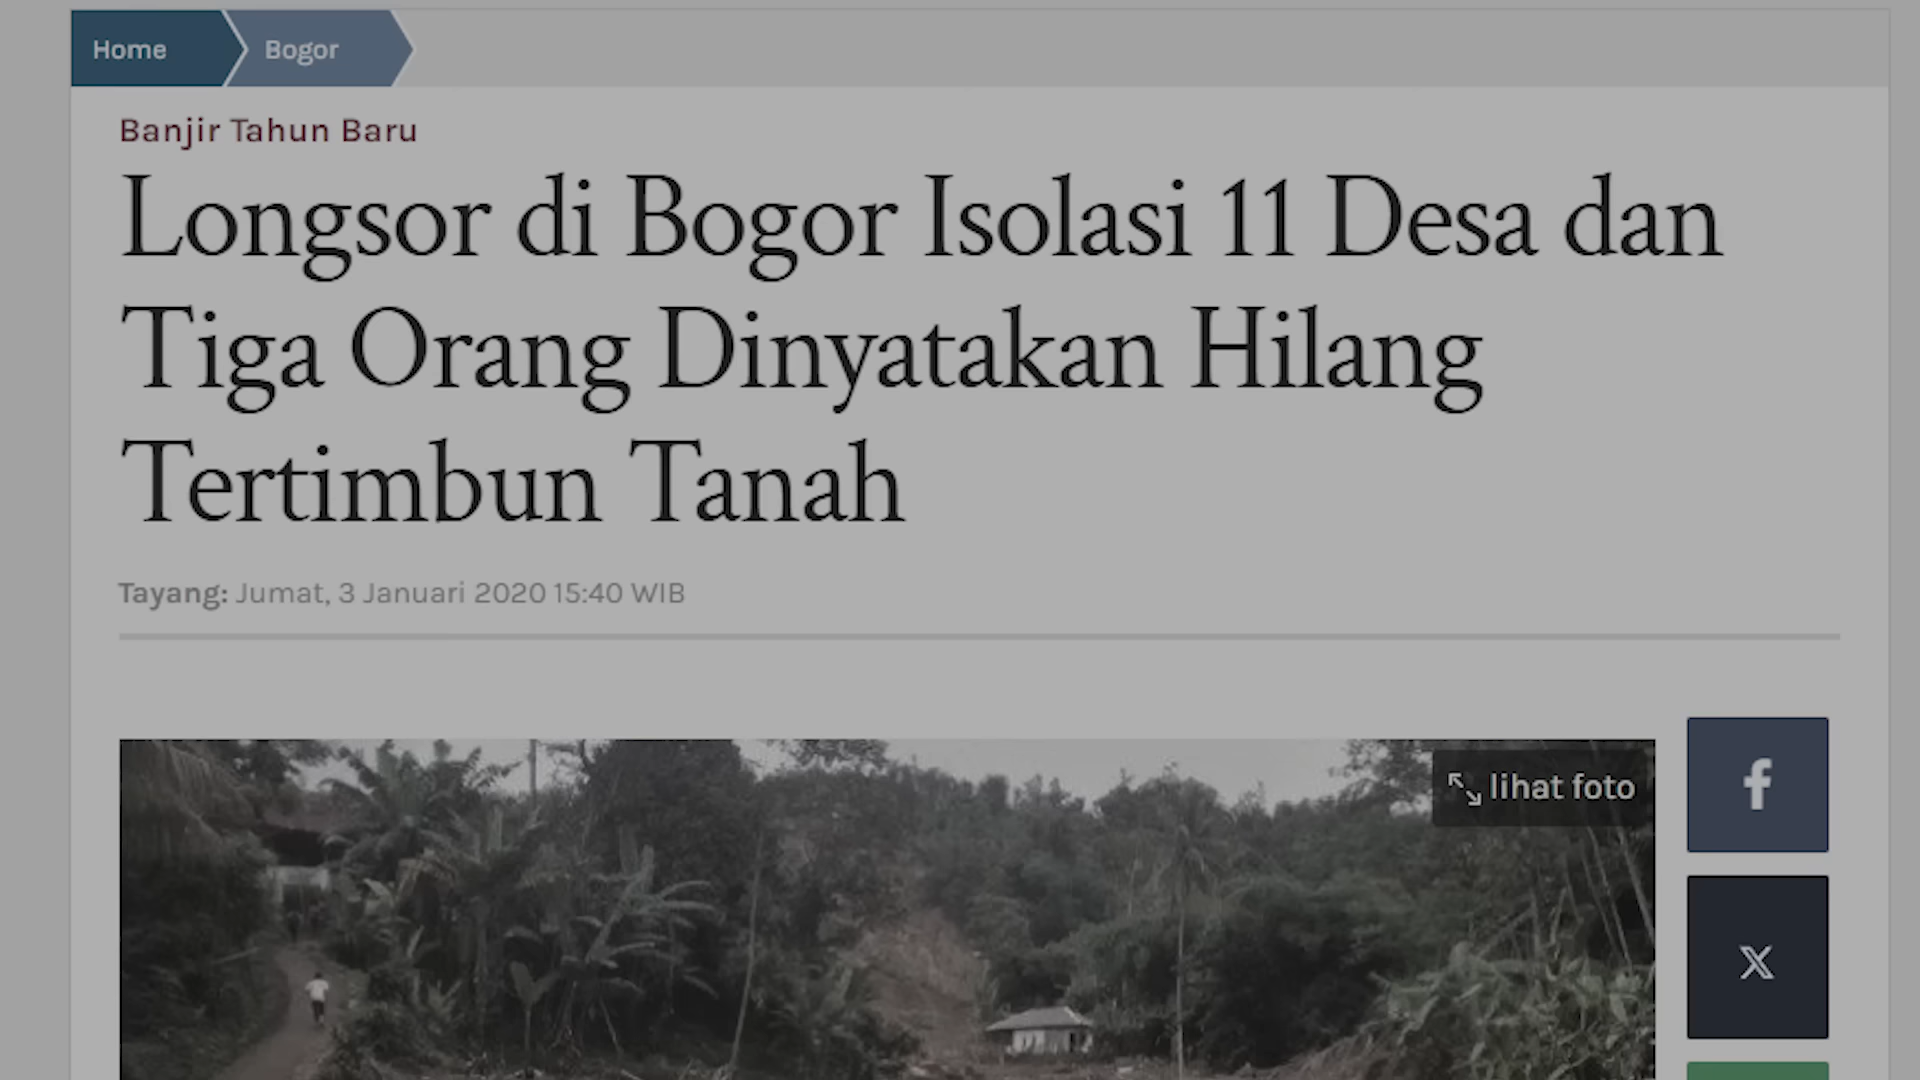 Home
Bogor
Banjir Tahun Baru
Longsor di Bogor Isolasi 11 Desa dan
Tiga Orang Dinyatakan Hilang
Tertimbun Tanah
Tayang: Jumat, 3 Januari 2020 15:40 WIB
lihat foto